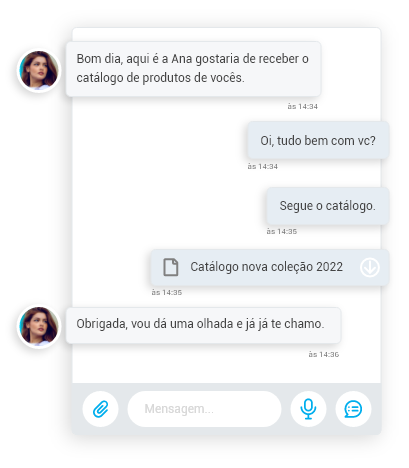 Bom dia, aqui é a Ana gostaria de receber o
catálogo de produtos de vocês.
às 14:34
Oi, tudo bem com vc?
às 14:34
Segue o catálogo.
às 14:35
Catálogo nova coleção 2022
às 14:35
Obrigada, vou dá uma olhada e já já te chamo.
às 14:36
Mensagem...